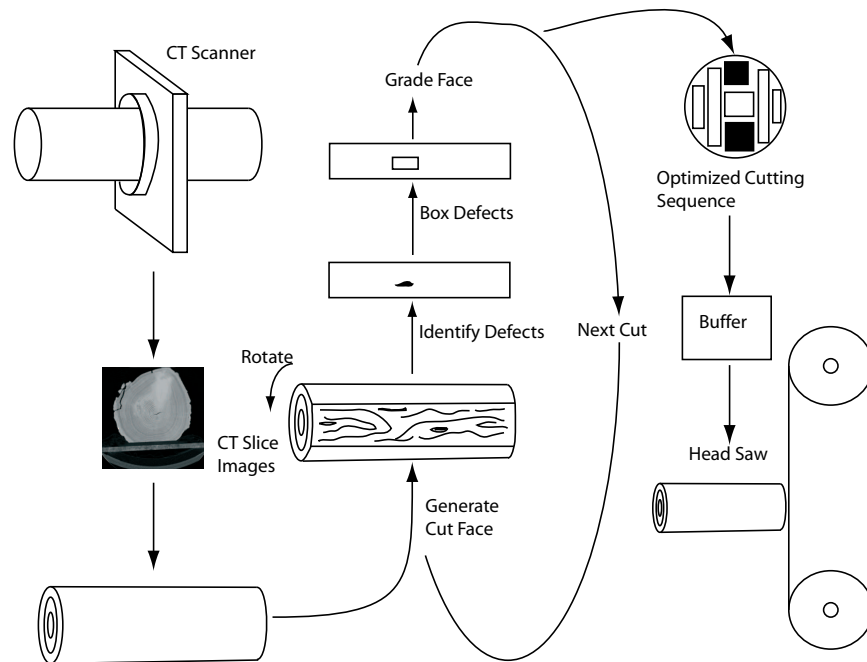 CT Scanner
CT Slice
Images
Rotate
Generate
Cut Face
Identify Defects
Box Defects
Grade Face
Next Cut
Optimized Cutting
Sequence
Buffer
Head Saw